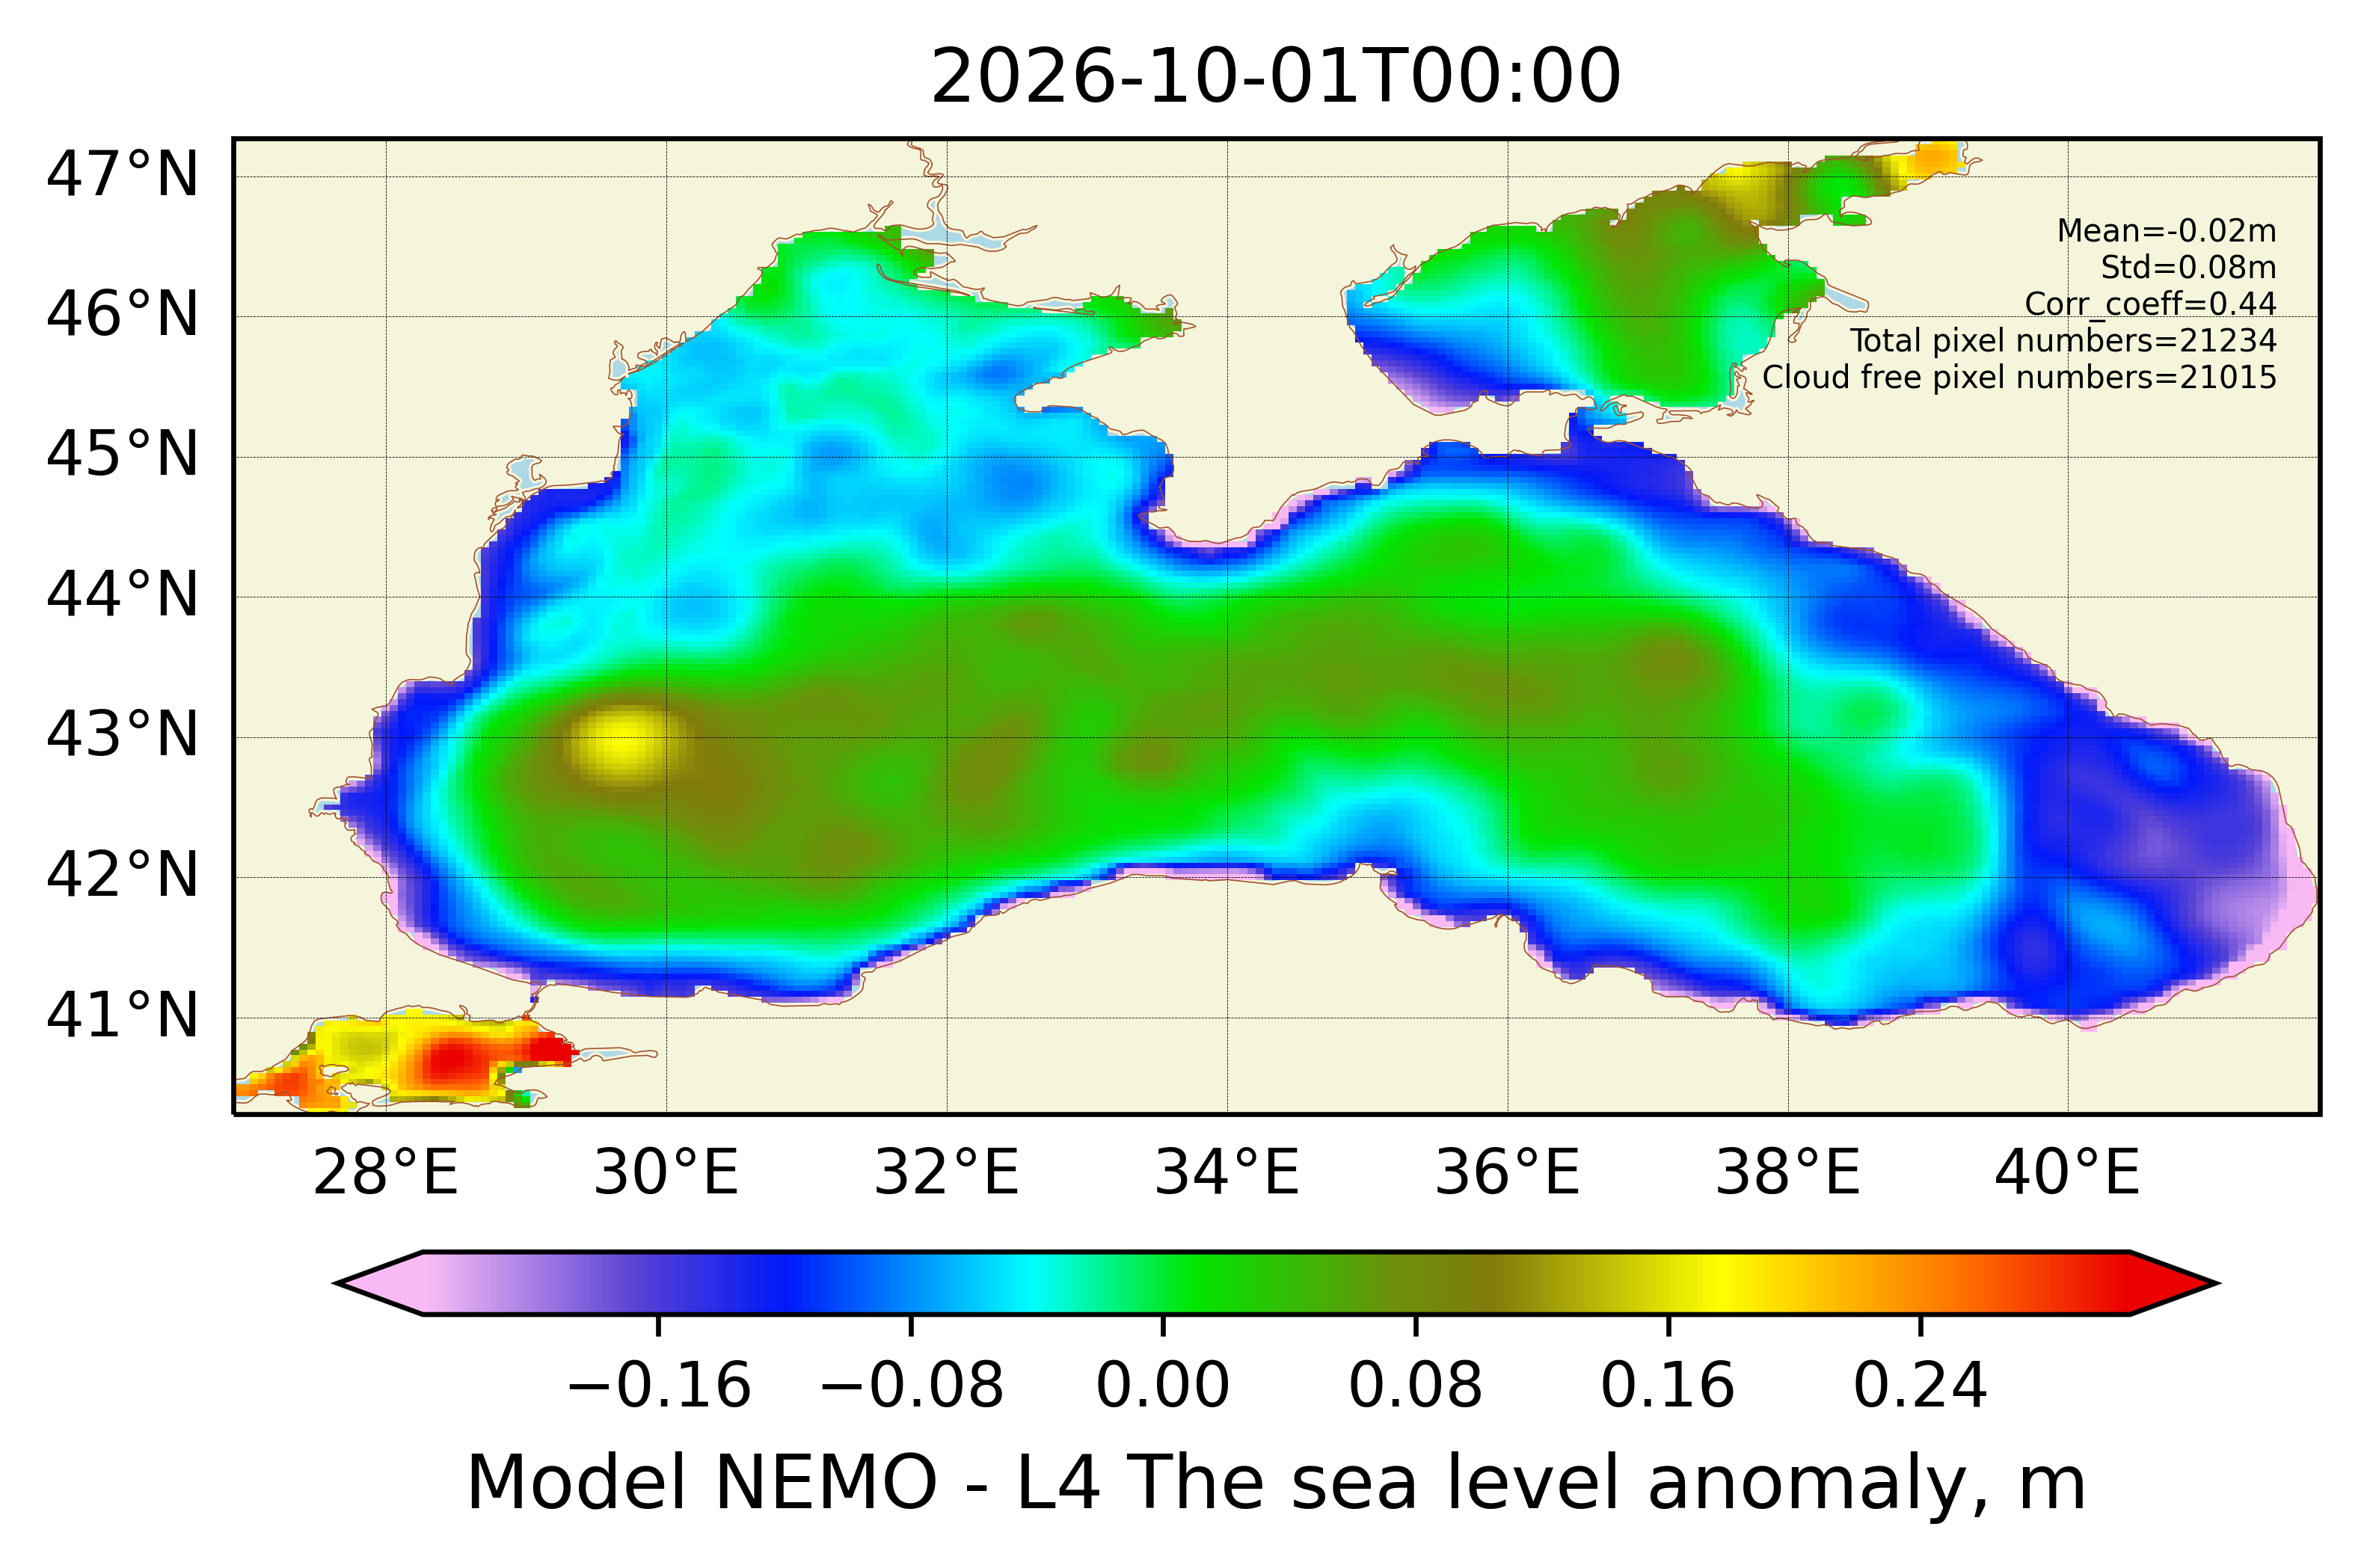 2026-10-01T00:00
47°N
46°N
45°N
44°N
43°N
42°N
41°N
Mean=-0.02m
Std=0.08m
Corr_coeff=0.44
Total pixel numbers=21234
Cloud free pixel numbers=21015
28°E 30°E 32°E 34°E 36°E 38°E 40°E
−0.16 −0.08 0.00 0.08 0.16 0.24
Model NEMO - L4 The sea level anomaly, m